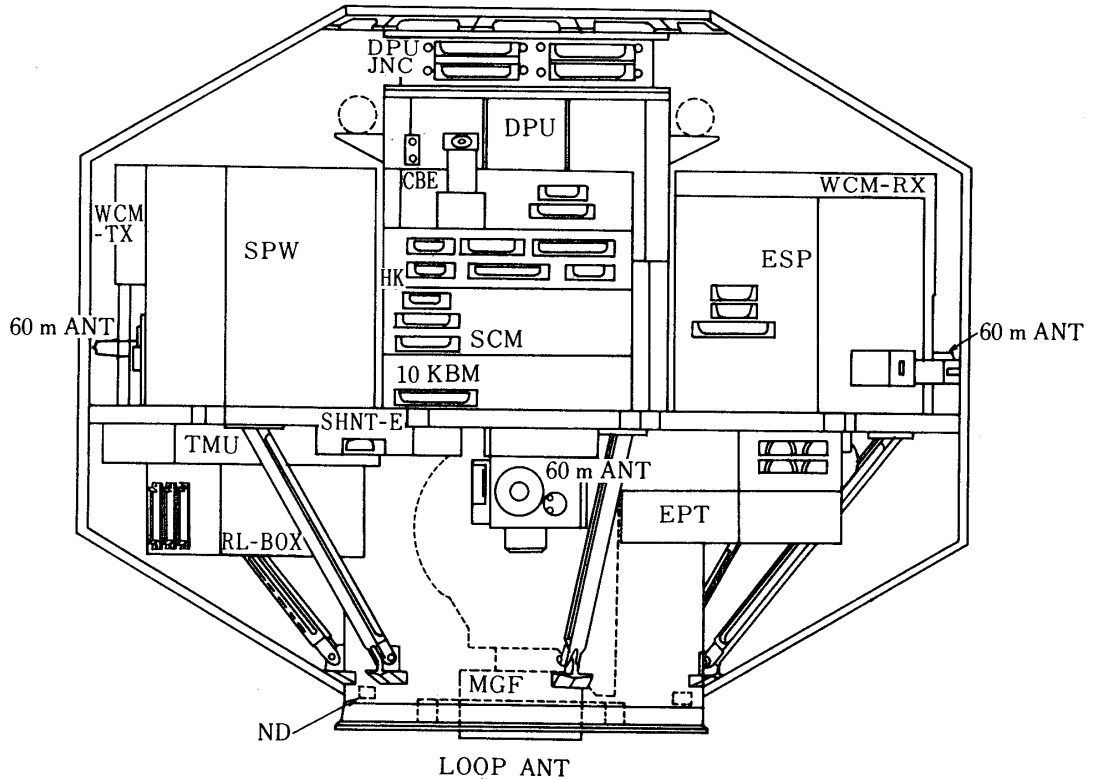 DPU
JNC
DPU
CBE
WCM-RX
WCM
-TX
SPW
ESP
HK
60 m ANT
SCM
60 m ANT
10 KBM
SHNT-E
TMU
60 m ANT
EPT
RL-BOX
MGF
ND
LOOP ANT